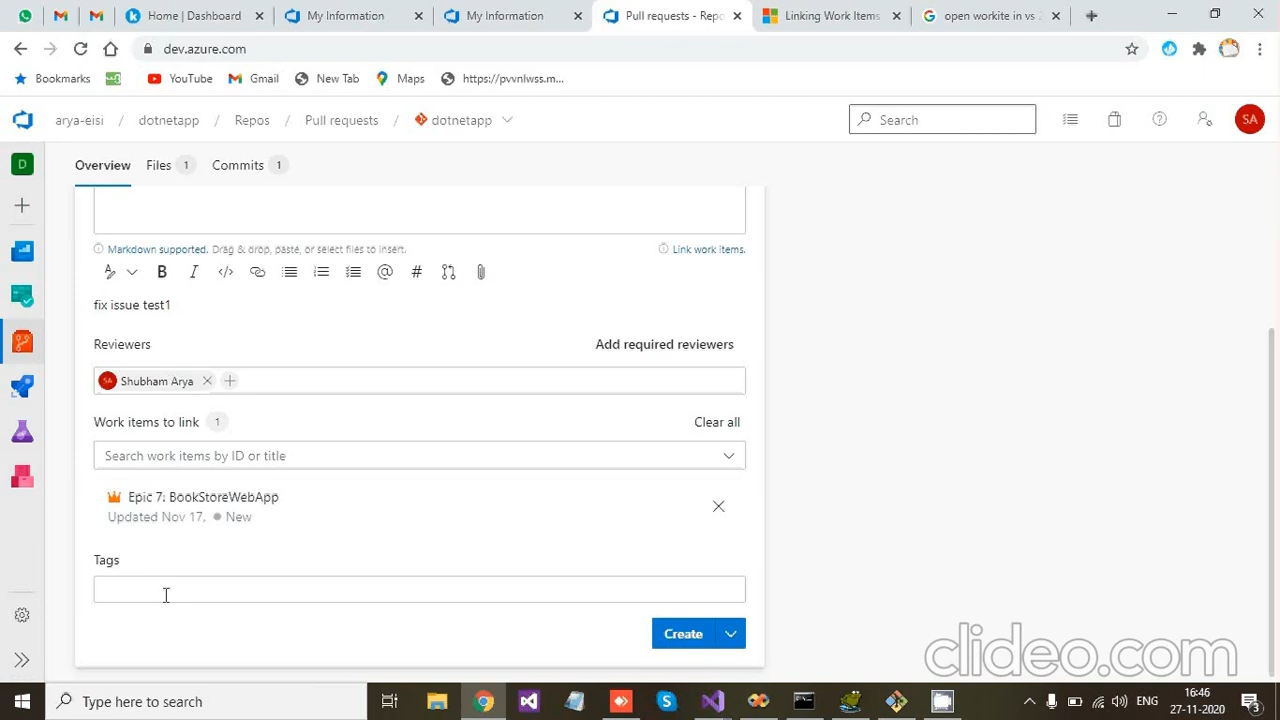 Home | Dashboard
My Information
My Information
Pull requests - Repo
Linking Work Items
open workite in vs 2
dev.azure.com
Bookmarks
YouTube
Gmail
New Tab
Maps
https://pvvnlwss.m...
arya-eisi / dotnetapp / Repos / Pull requests / dotnetapp
Search
SA
D
Overview
Files 1
Commits 1
Markdown supported. Drag & drop, paste, or select files to insert.
Link work items.
B I </> @ #
fix issue test1
Reviewers
Add required reviewers
SA Shubham Arya
Work items to link 1
Clear all
Search work items by ID or title
Epic 7: BookStoreWebApp
Updated Nov 17, New
Tags
Create
clideo.com
Type here to search
ENG
16:46
27-11-2020
3